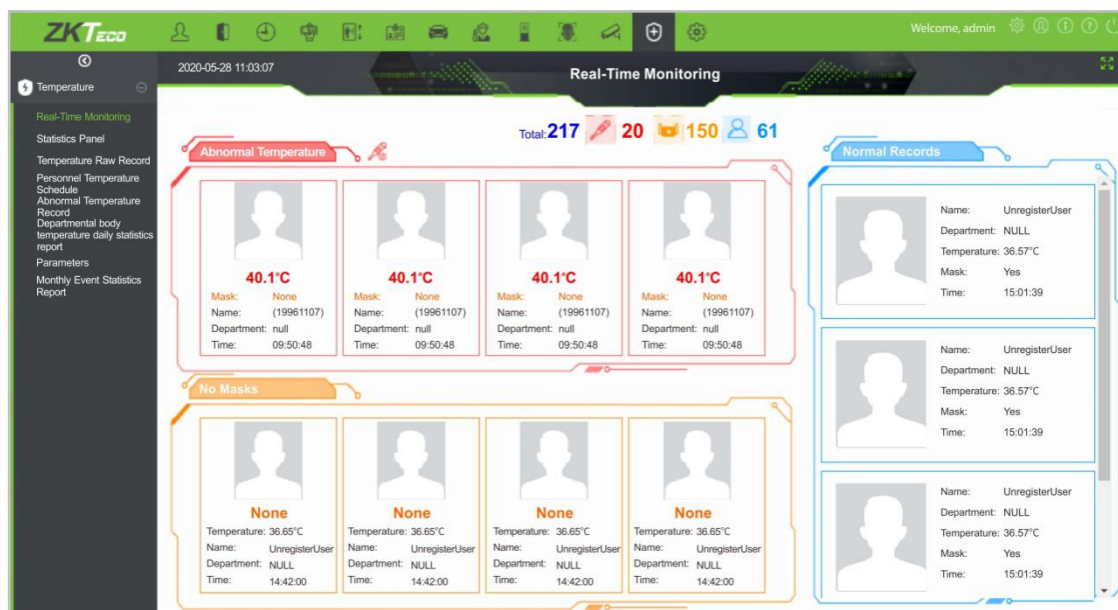 ZKTECO
Welcome, admin
Temperature
Real-Time Monitoring
Statistics Panel
Temperature Raw Record
Personnel Temperature
Schedule
Abnormal Temperature
Record
Departmental body
temperature daily statistics
report
Parameters
Monthly Event Statistics
Report
2020-05-28 11:03:07
Real-Time Monitoring
Total:217 20 150 61
Abnormal Temperature
40.1°C
Mask: None
Name: (19961107)
Department: null
Time: 09:50:48
40.1°C
Mask: None
Name: (19961107)
Department: null
Time: 09:50:48
40.1°C
Mask: None
Name: (19961107)
Department: null
Time: 09:50:48
40.1°C
Mask: None
Name: (19961107)
Department: null
Time: 09:50:48
No Masks
None
Temperature: 36.65°C
Name: UnregisterUser
Department: NULL
Time: 14:42:00
None
Temperature: 36.65°C
Name: UnregisterUser
Department: NULL
Time: 14:42:00
None
Temperature: 36.65°C
Name: UnregisterUser
Department: NULL
Time: 14:42:00
None
Temperature: 36.65°C
Name: UnregisterUser
Department: NULL
Time: 14:42:00
Normal Records
Name: UnregisterUser
Department: NULL
Temperature: 36.57°C
Mask: Yes
Time: 15:01:39
Name: UnregisterUser
Department: NULL
Temperature: 36.57°C
Mask: Yes
Time: 15:01:39
Name: UnregisterUser
Department: NULL
Temperature: 36.57°C
Mask: Yes
Time: 15:01:39